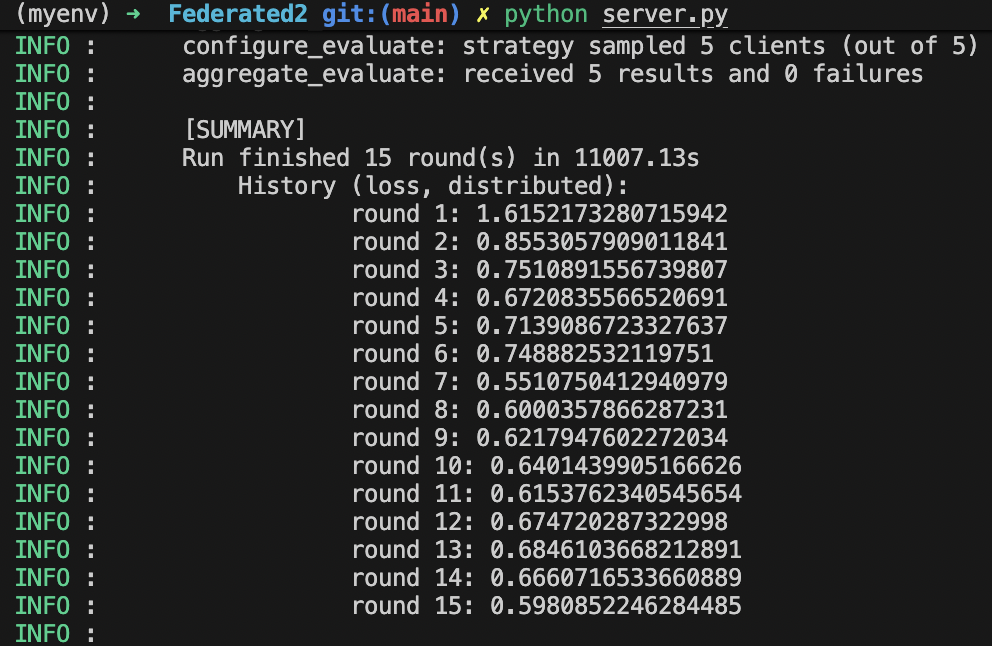 (myenv) ➜ Federated2 git:(main) ✗ python server.py
INFO : configure_evaluate: strategy sampled 5 clients (out of 5)
INFO : aggregate_evaluate: received 5 results and 0 failures
INFO :
INFO : [SUMMARY]
INFO : Run finished 15 round(s) in 11007.13s
INFO : History (loss, distributed):
INFO : round 1: 1.6152173280715942
INFO : round 2: 0.8553057909011841
INFO : round 3: 0.7510891556739807
INFO : round 4: 0.6720835566520691
INFO : round 5: 0.7139086723327637
INFO : round 6: 0.748882532119751
INFO : round 7: 0.5510750412940979
INFO : round 8: 0.6000357866287231
INFO : round 9: 0.6217947602272034
INFO : round 10: 0.6401439905166626
INFO : round 11: 0.6153762340545654
INFO : round 12: 0.674720287322998
INFO : round 13: 0.6846103668212891
INFO : round 14: 0.6660716533660889
INFO : round 15: 0.5980852246284485
INFO :